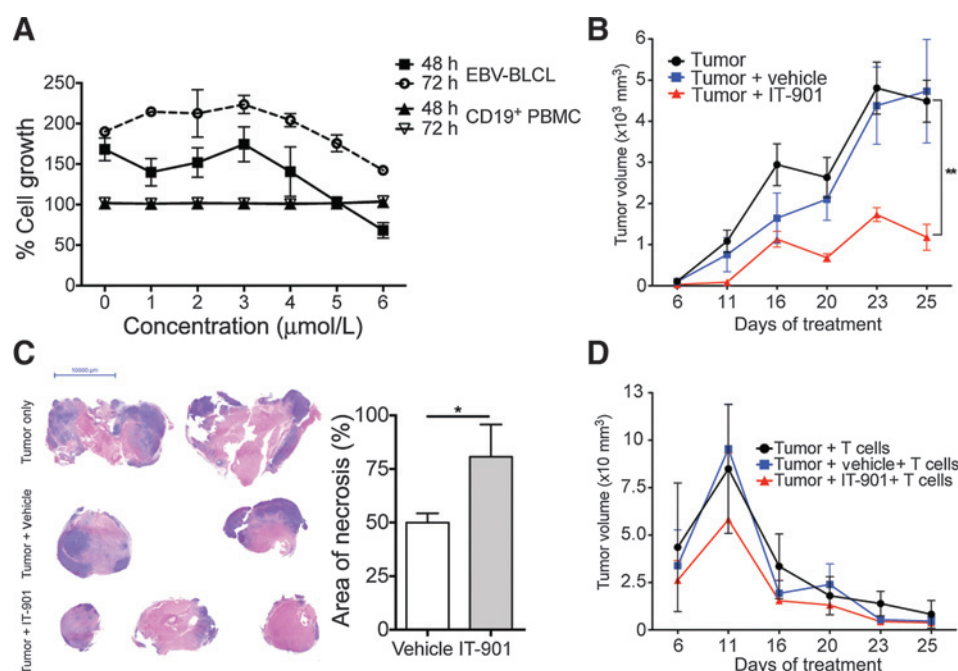 A
% Cell growth
250
200
150
100
50
0
0 1 2 3 4 5 6
Concentration (μmol/L)
48 h
72 h
EBV-BLCL
48 h
72 h
CD19+ PBMC
B
Tumor volume (x10³ mm³)
6
5
4
3
2
1
0
Tumor
Tumor + vehicle
Tumor + IT-901
**
6 11 16 20 23 25
Days of treatment
C
10000 μm
Tumor only
Tumor + Vehicle
Tumor + IT-901
Area of necrosis (%)
100
75
50
25
0
*
Vehicle IT-901
D
Tumor volume (x10 mm³)
13
10
7.5
5.0
2.5
0
Tumor + T cells
Tumor + vehicle+ T cells
Tumor + IT-901+ T cells
6 11 16 20 23 25
Days of treatment